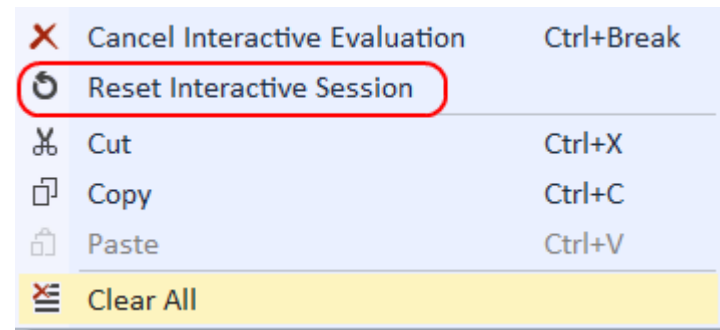 Cancel Interactive Evaluation Ctrl+Break
Reset Interactive Session
Cut Ctrl+X
Copy Ctrl+C
Paste Ctrl+V
Clear All